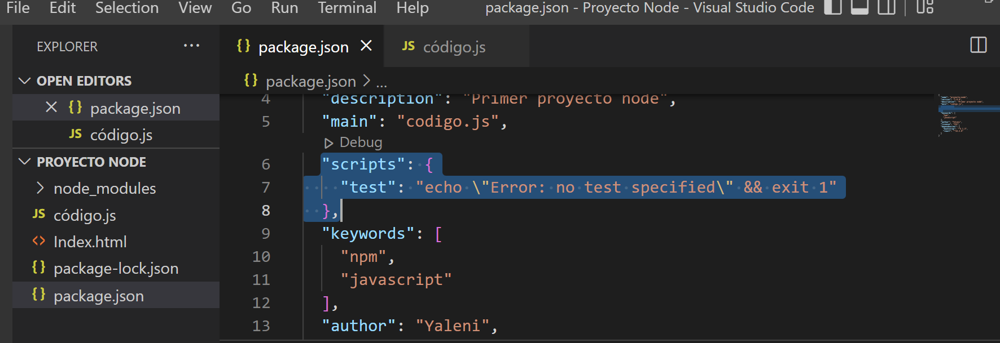 File Edit Selection View Go Run Terminal Help package.json - Proyecto Node - Visual Studio Code
EXPLORER ···
OPEN EDITORS
{} package.json
JS código.js
PROYECTO NODE
node_modules
JS código.js
<> Index.html
{} package-lock.json
{} package.json
{} package.json JS código.js
{} package.json > ...
4 "description": "Primer proyecto node",
5 "main": "codigo.js",
Debug
6 "scripts": {
7 "test": "echo \"Error: no test specified\" && exit 1"
8 },
9 "keywords": [
10 "npm",
11 "javascript"
12 ],
13 "author": "Yaleni",